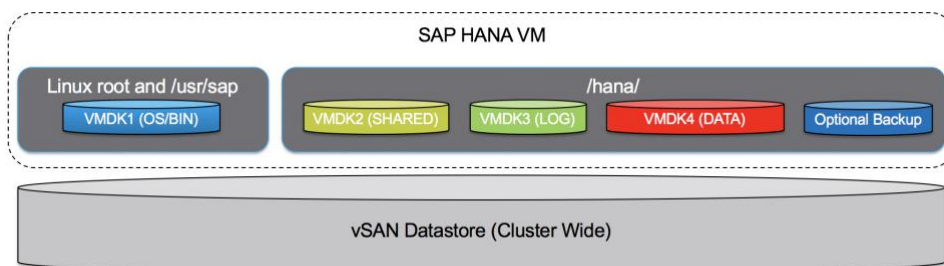 SAP HANA VM
Linux root and /usr/sap
/hana/
VMDK1 (OS/BIN)
VMDK2 (SHARED)
VMDK3 (LOG)
VMDK4 (DATA)
Optional Backup
vSAN Datastore (Cluster Wide)